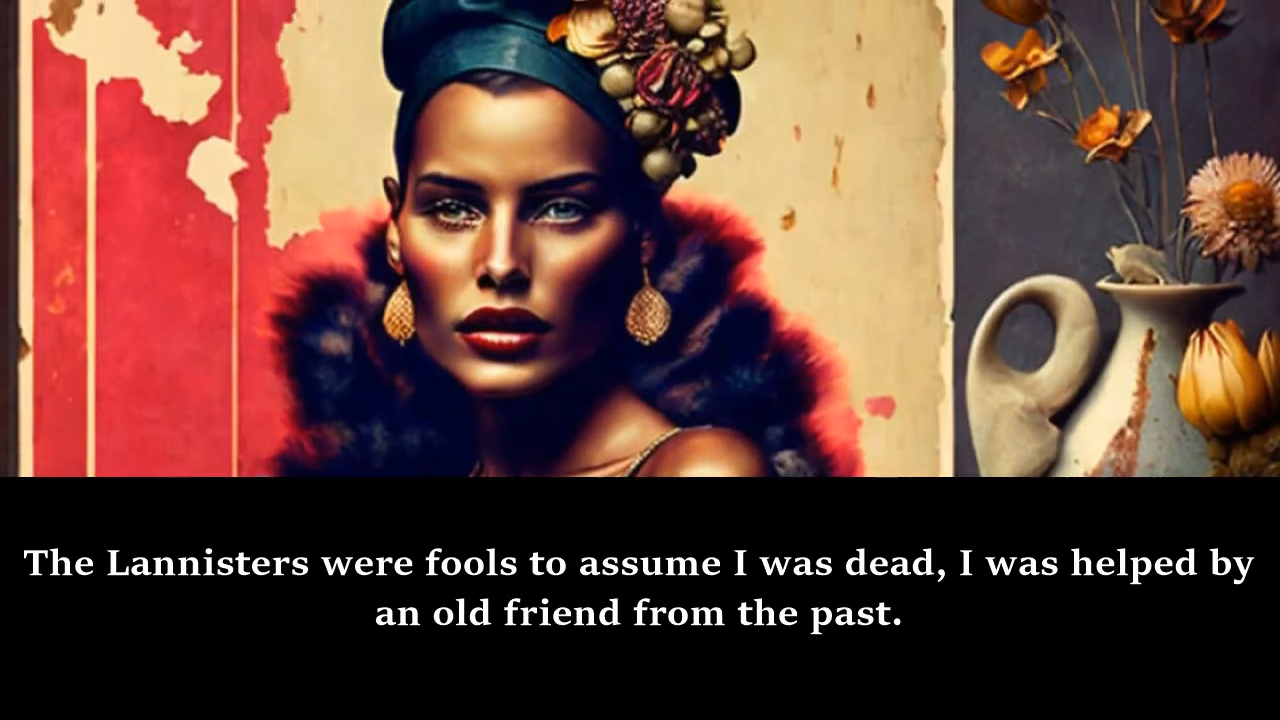 The Lannisters were fools to assume I was dead, I was helped by
an old friend from the past.